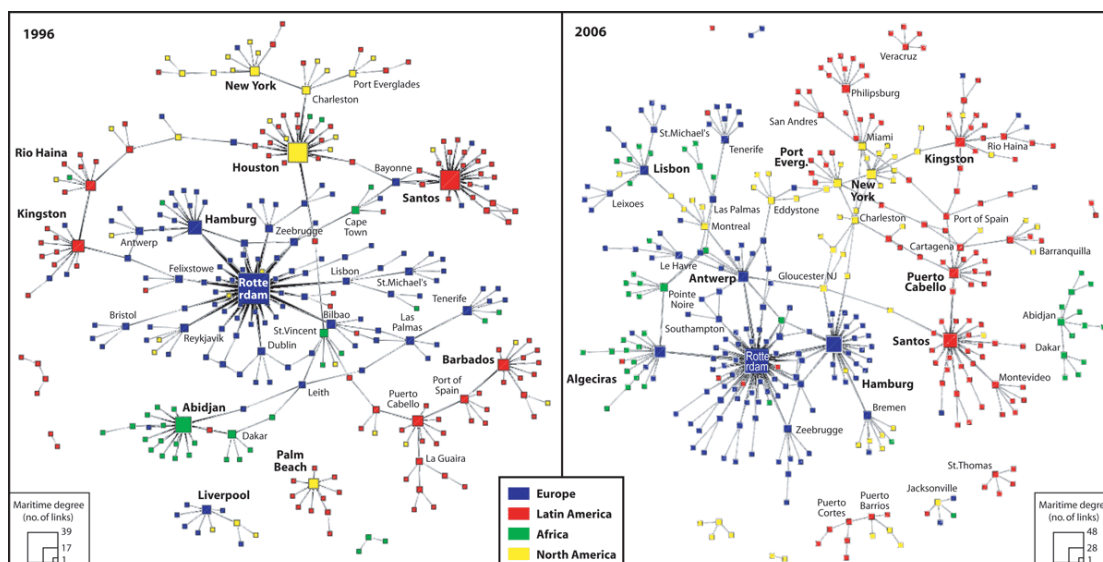 1996
New York
Port Everglades
Charleston
Rio Haina
Houston
Bayonne
Santos
Kingston
Hamburg
Zeebrugge
Cape
Town
Antwerp
Felixstowe
Rotte
rdam
Lisbon
St.Michael's
Tenerife
Bristol
Reykjavik
St.Vincent
Bilbao
Las
Palmas
Dublin
Barbados
Leith
Port of
Spain
Puerto
Cabello
Abidjan
Dakar
La Guaira
Palm
Beach
Liverpool
Maritime degree
(no. of links)
39
17
1
Europe
Latin America
Africa
North America
2006
Veracruz
Philipsburg
San Andres
St.Michael's
Tenerife
Miami
Port
Everg.
Kingston
Rio Haina
Lisbon
New
York
Leixoes
Las Palmas
Eddystone
Charleston
Port of Spain
Montreal
Cartagena
Barranquilla
Le Havre
Antwerp
Gloucester NJ
Puerto
Cabello
Pointe
Noire
Abidjan
Southampton
Santos
Dakar
Rotte
rdam
Algeciras
Hamburg
Montevideo
Bremen
Zeebrugge
St.Thomas
Jacksonville
Puerto
Cortes
Puerto
Barrios
Maritime degree
(no. of links)
48
28
1